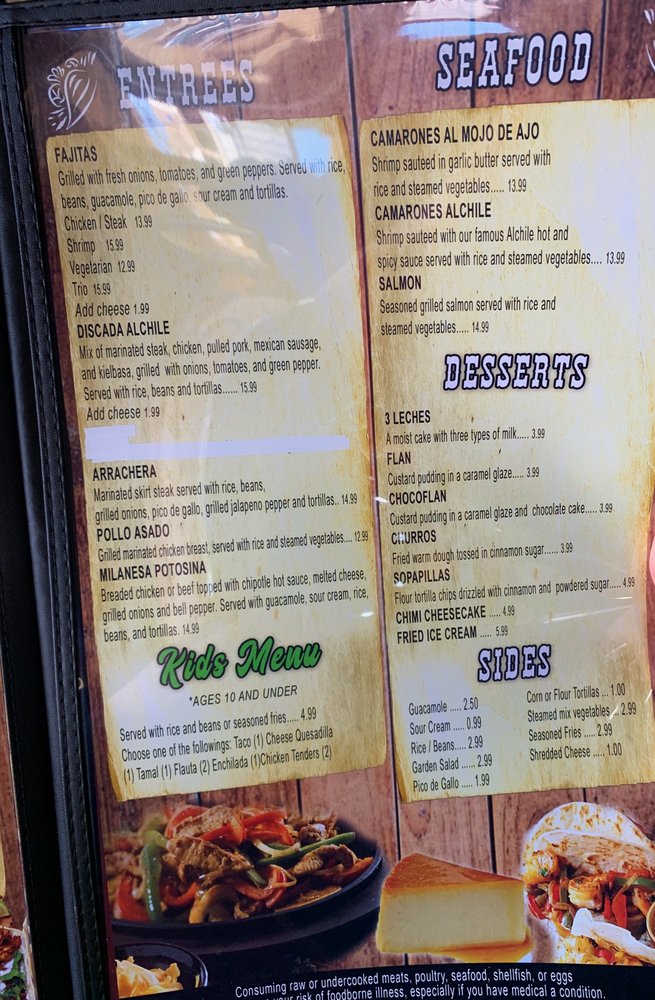 ENTREES
FAJITAS
Grilled with fresh onions, tomatoes, and green peppers. Served with rice,
beans, guacamole, pico de gallo, sour cream and tortillas.
Chicken / Steak 13.99
Shrimp 15.99
Vegetarian 12.99
Trio 15.99
Add cheese 1.99
DISCADA ALCHILE
Mix of marinated steak, chicken, pulled pork, mexican sausage,
and kielbasa. grilled with onions, tomatoes, and green pepper.
Served with rice, beans and tortillas...... 15.99
Add cheese 1.99
ARRACHERA
Marinated skirt steak served with rice, beans,
grilled onions, pico de gallo, grilled jalapeno pepper and tortillas.. 14.99
POLLO ASADO
Grilled marinated chicken breast, served with rice and steamed vegetables.... 12.99
MILANESA POTOSINA
Breaded chicken or beef topped with chipotle hot sauce, melted cheese,
grilled onions and bell pepper. Served with guacamole, sour cream, rice,
beans, and tortillas. 14.99
Kids Menu
*AGES 10 AND UNDER
Served with rice and beans or seasoned fries..... 4.99
Choose one of the followings: Taco (1) Cheese Quesadilla
(1) Tamal (1) Flauta (2) Enchilada (1)Chicken Tenders (2)
SEAFOOD
CAMARONES AL MOJO DE AJO
Shrimp sauteed in garlic butter served with
rice and steamed vegetables..... 13.99
CAMARONES ALCHILE
Shrimp sauteed with our famous Alchile hot and
spicy sauce served with rice and steamed vegetables.... 13.99
SALMON
Seasoned grilled salmon served with rice and
steamed vegetables..... 14.99
DESSERTS
3 LECHES
A moist cake with three types of milk..... 3.99
FLAN
Custard pudding in a caramel glaze..... 3.99
CHOCOFLAN
Custard pudding in a caramel glaze and chocolate cake..... 3.99
CHURROS
Fried warm dough tossed in cinnamon sugar...... 3.99
SOPAPILLAS
Flour tortilla chips drizzled with cinnamon and powdered sugar..... 4.99
CHIMI CHEESECAKE ..... 4.99
FRIED ICE CREAM ..... 5.99
SIDES
Guacamole ..... 2.50
Sour Cream ..... 0.99
Rice / Beans..... 2.99
Garden Salad ...... 2.99
Pico de Gallo ..... 1.99
Corn or Flour Tortillas ... 1.00
Steamed mix vegetables ... 2.99
Seasoned Fries ..... 2.99
Shredded Cheese ..... 1.00
Consuming raw or undercooked meats, poultry, seafood, shellfish, or eggs
your risk of foodborne illness, especially if you have medical a condition.